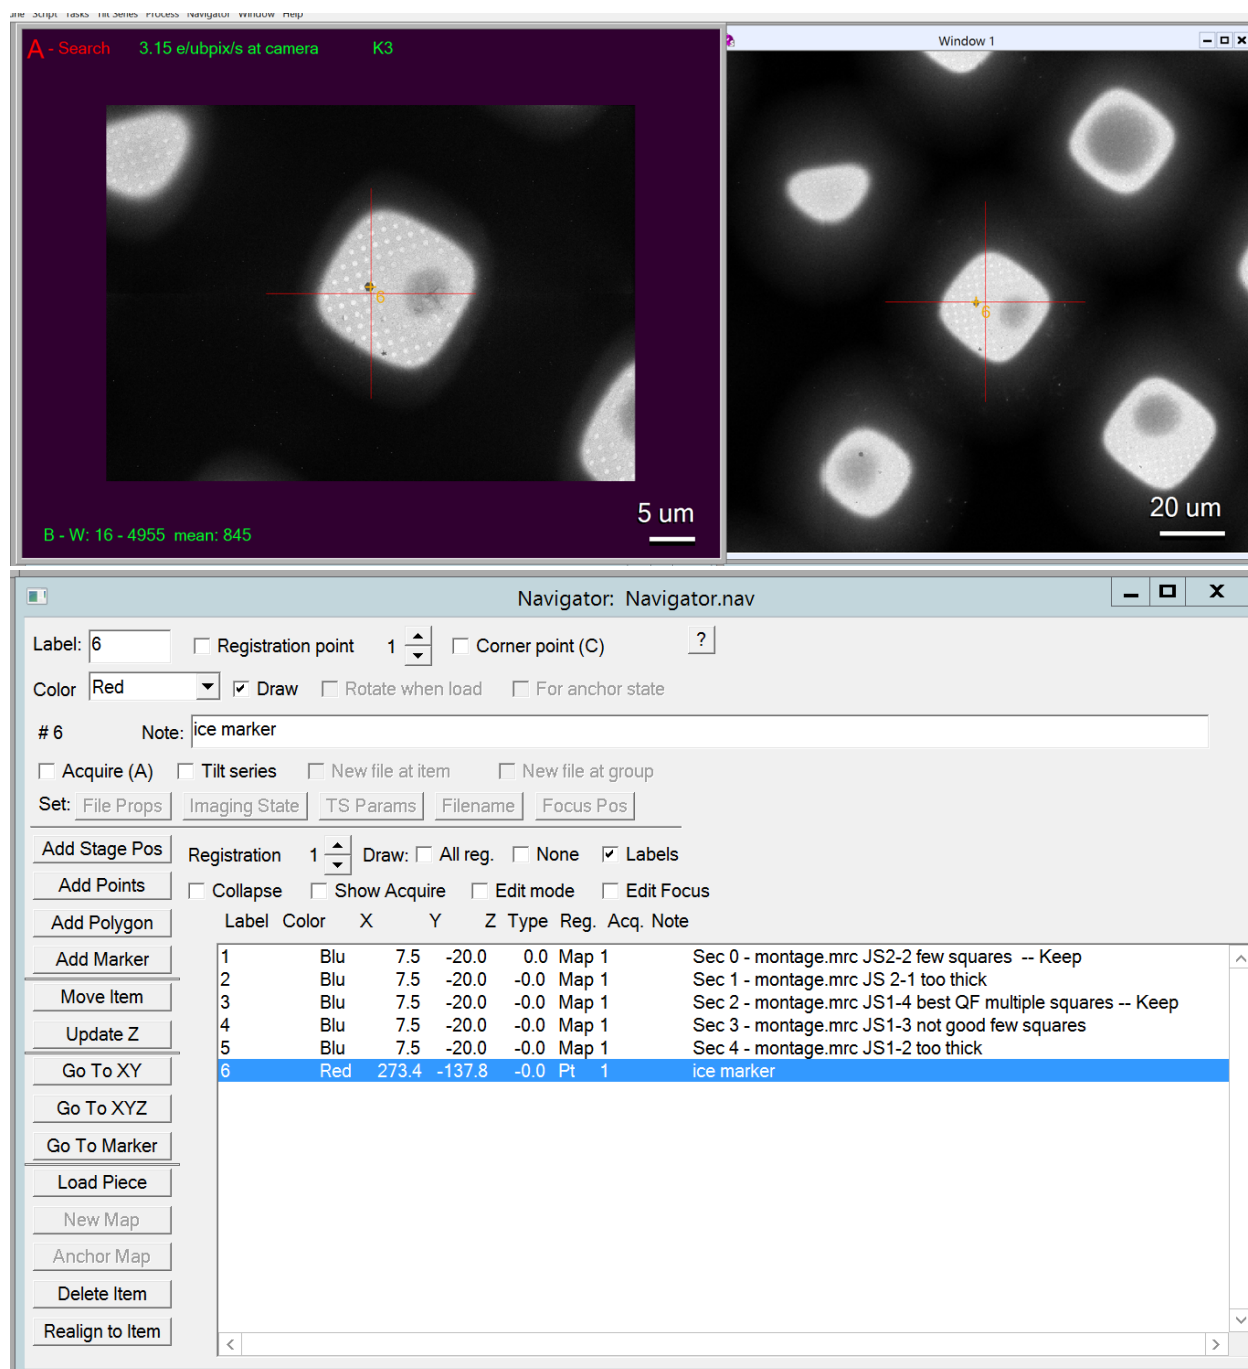 Script Tasks Tilt Series Process Navigator Window Help
A - Search 3.15 e/ubpix/s at camera K3
6
5 um
B - W: 16 - 4955 mean: 845
Window 1
6
20 um
Navigator: Navigator.nav
Label: 6 Registration point 1 Corner point (C) ?
Color Red Draw Rotate when load For anchor state
# 6 Note: ice marker
Acquire (A) Tilt series New file at item New file at group
Set: File Props Imaging State TS Params Filename Focus Pos
Add Stage Pos Registration 1 Draw: All reg. None Labels
Add Points Collapse Show Acquire Edit mode Edit Focus
Add Polygon Label Color X Y Z Type Reg. Acq. Note
Add Marker 1 Blu 7.5 -20.0 0.0 Map 1 Sec 0 - montage.mrc JS2-2 few squares -- Keep
2 Blu 7.5 -20.0 -0.0 Map 1 Sec 1 - montage.mrc JS 2-1 too thick
Move Item 3 Blu 7.5 -20.0 -0.0 Map 1 Sec 2 - montage.mrc JS1-4 best QF multiple squares -- Keep
Update Z 4 Blu 7.5 -20.0 -0.0 Map 1 Sec 3 - montage.mrc JS1-3 not good few squares
5 Blu 7.5 -20.0 -0.0 Map 1 Sec 4 - montage.mrc JS1-2 too thick
Go To XY 6 Red 273.4 -137.8 -0.0 Pt 1 ice marker
Go To XYZ
Go To Marker
Load Piece
New Map
Anchor Map
Delete Item
Realign to Item